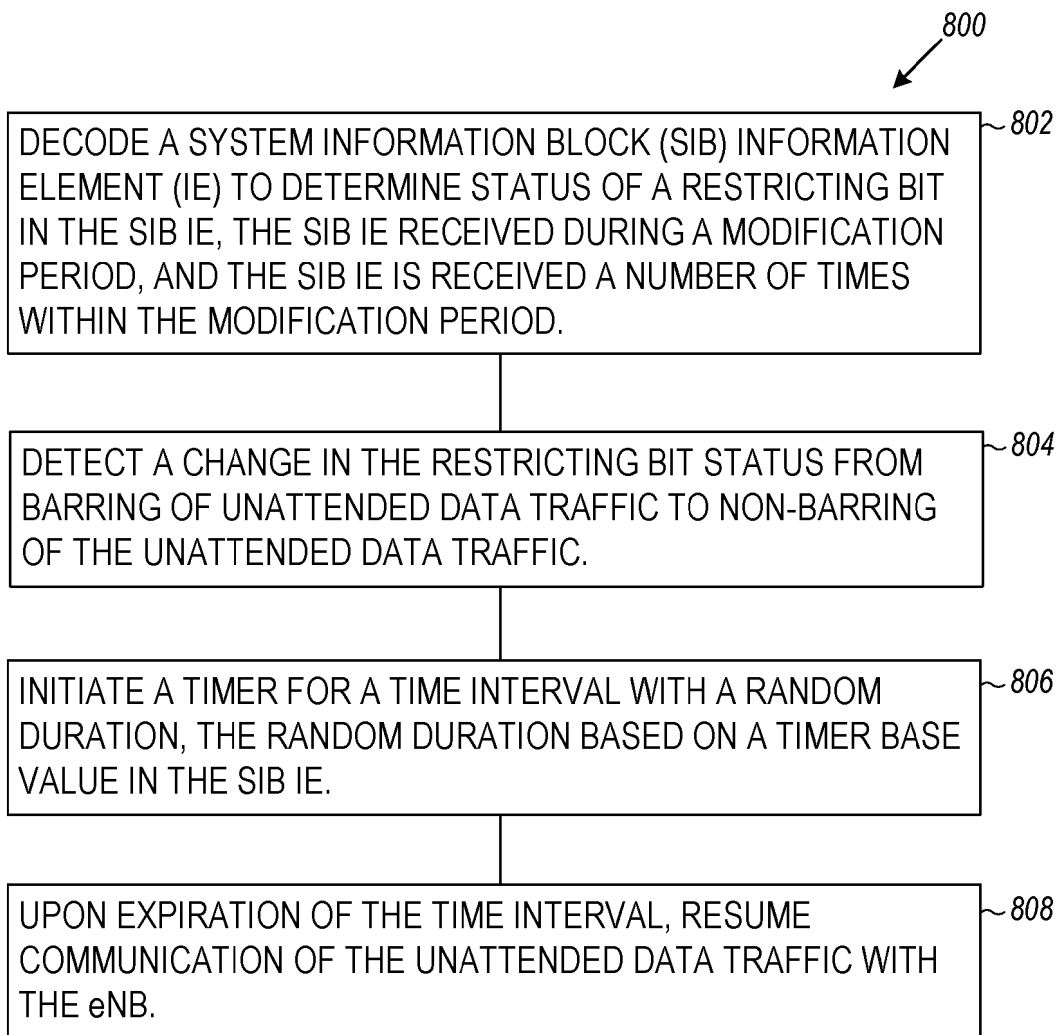 800
802
DECODE A SYSTEM INFORMATION BLOCK (SIB) INFORMATION
ELEMENT (IE) TO DETERMINE STATUS OF A RESTRICTING BIT
IN THE SIB IE, THE SIB IE RECEIVED DURING A MODIFICATION
PERIOD, AND THE SIB IE IS RECEIVED A NUMBER OF TIMES
WITHIN THE MODIFICATION PERIOD.
804
DETECT A CHANGE IN THE RESTRICTING BIT STATUS FROM
BARRING OF UNATTENDED DATA TRAFFIC TO NON-BARRING
OF THE UNATTENDED DATA TRAFFIC.
806
INITIATE A TIMER FOR A TIME INTERVAL WITH A RANDOM
DURATION, THE RANDOM DURATION BASED ON A TIMER BASE
VALUE IN THE SIB IE.
808
UPON EXPIRATION OF THE TIME INTERVAL, RESUME
COMMUNICATION OF THE UNATTENDED DATA TRAFFIC WITH
THE eNB.